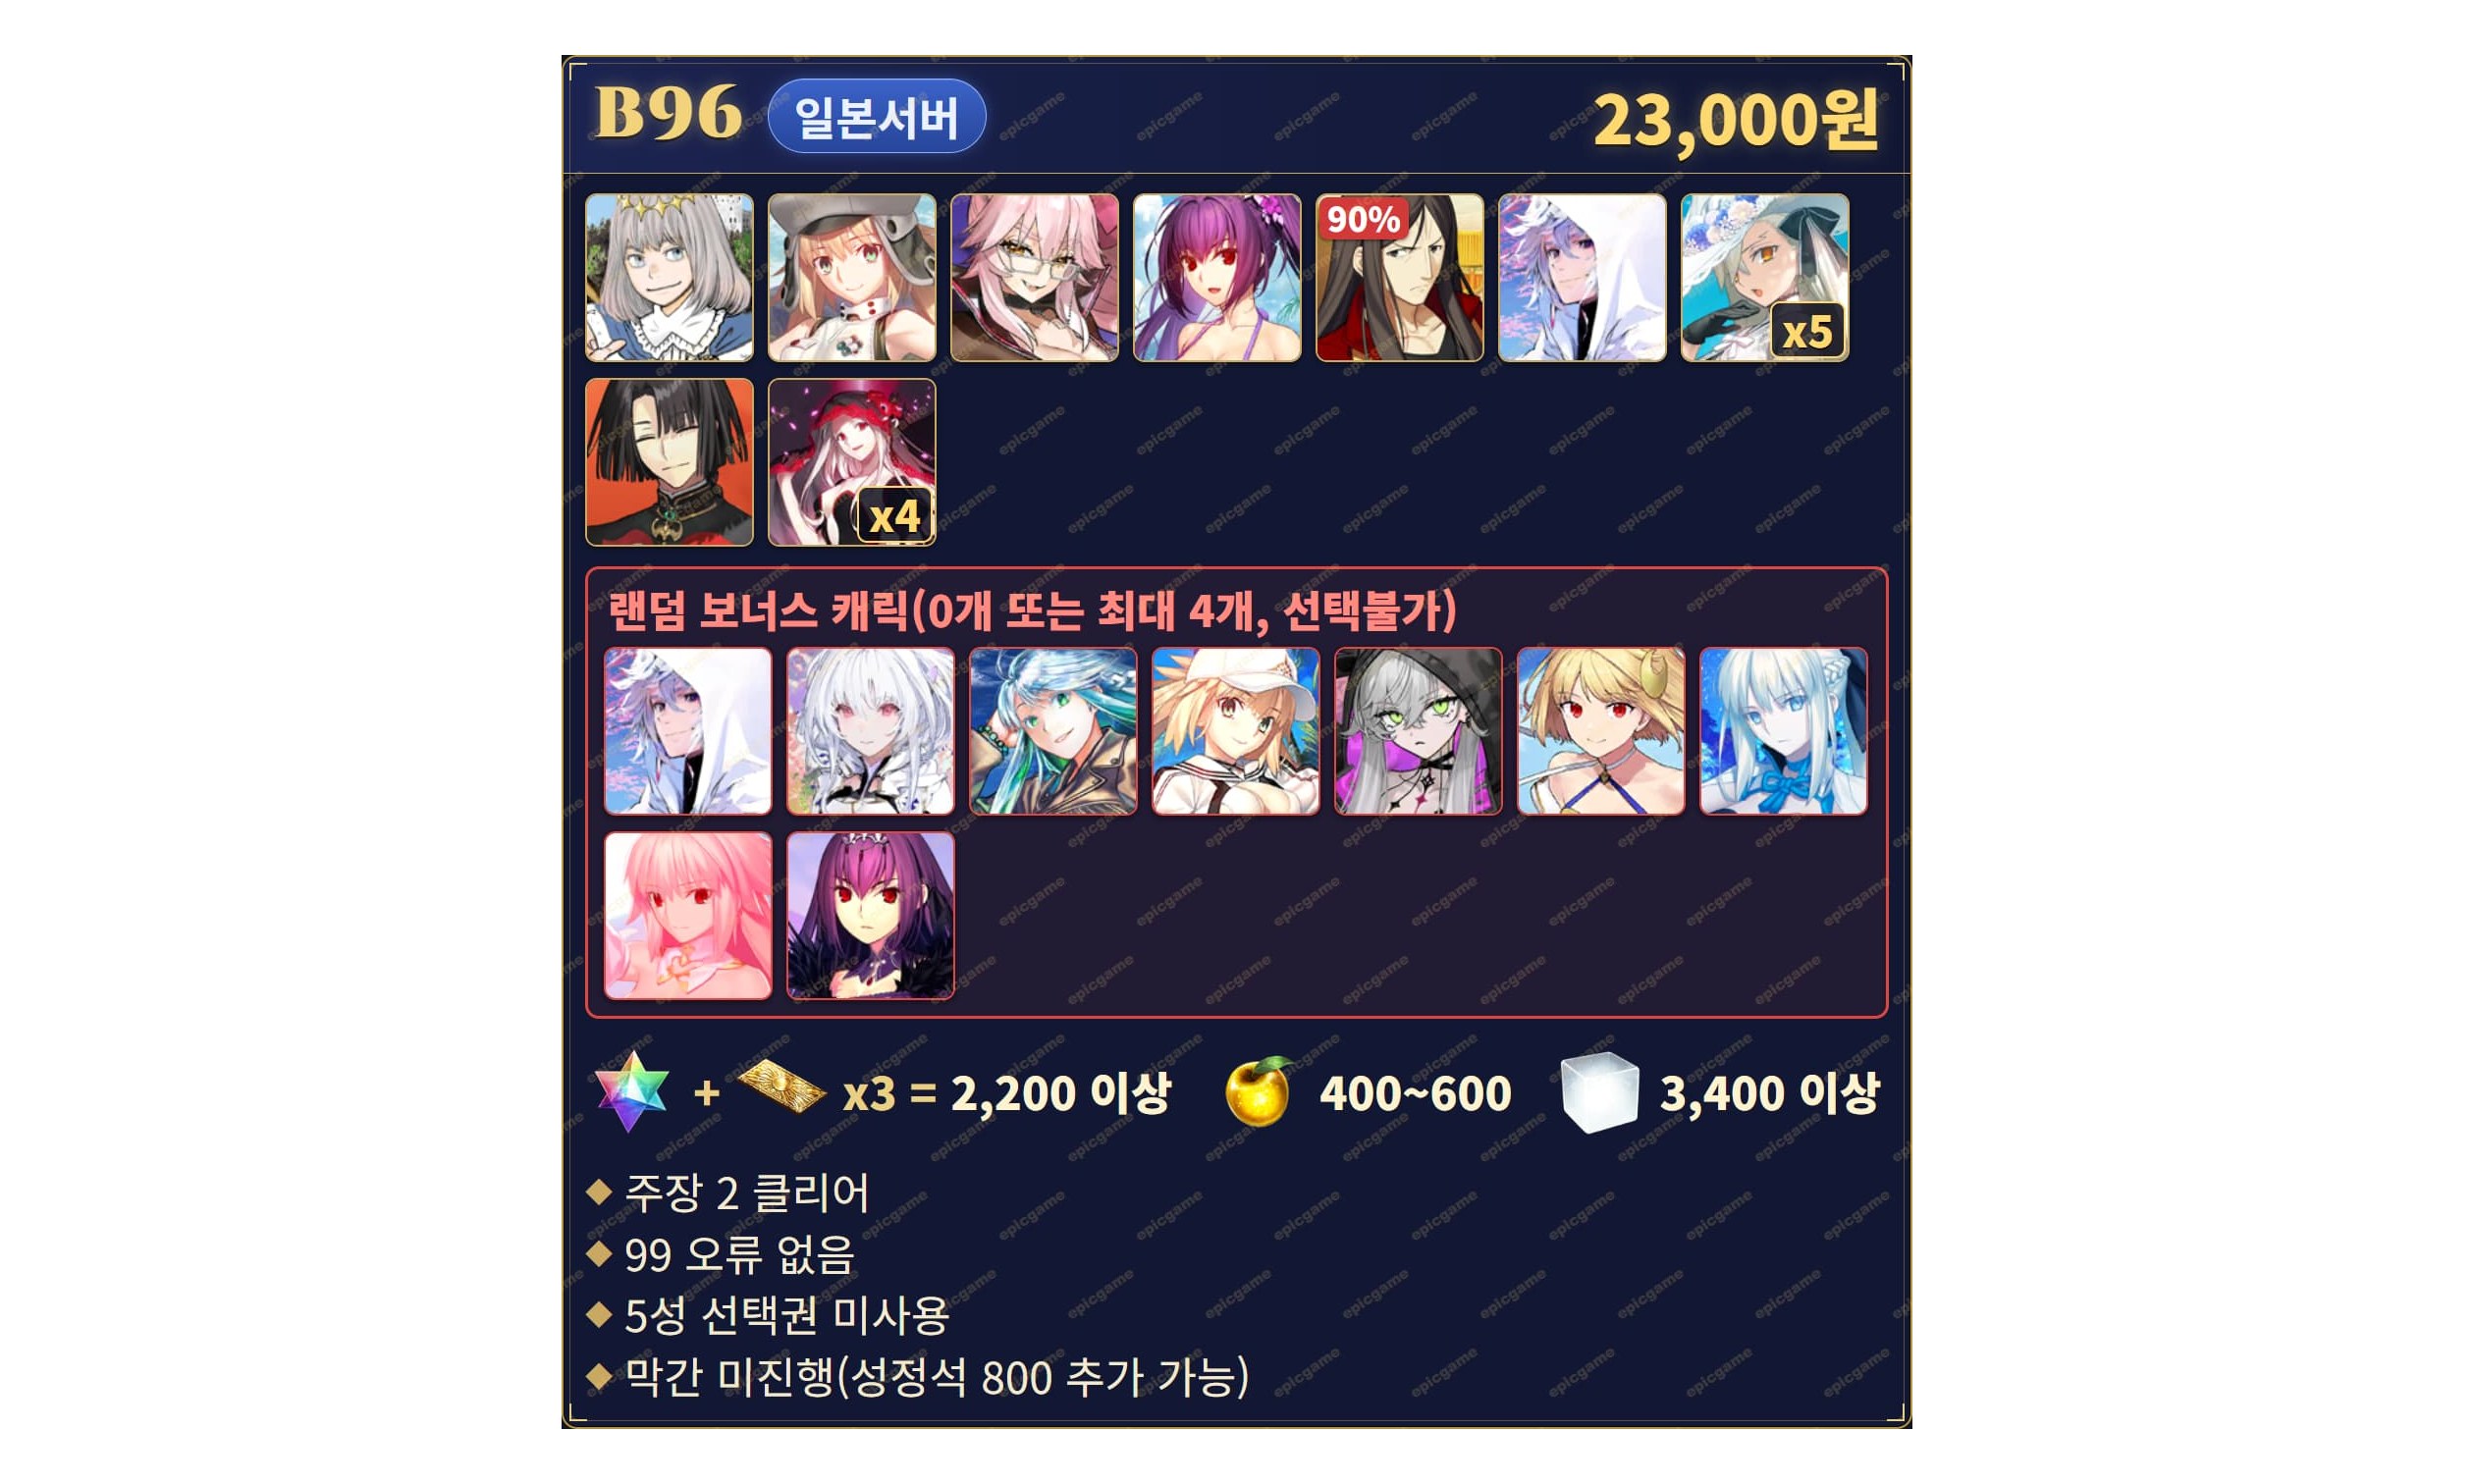 B96 일본서버 23,000원
90%
x5
x4
랜덤 보너스 캐릭(0개 또는 최대 4개, 선택불가)
+ x3 = 2,200 이상 400~600 3,400 이상
주장 2 클리어
99 오류 없음
5성 선택권 미사용
막간 미진행(성정석 800 추가 가능)
epicgame